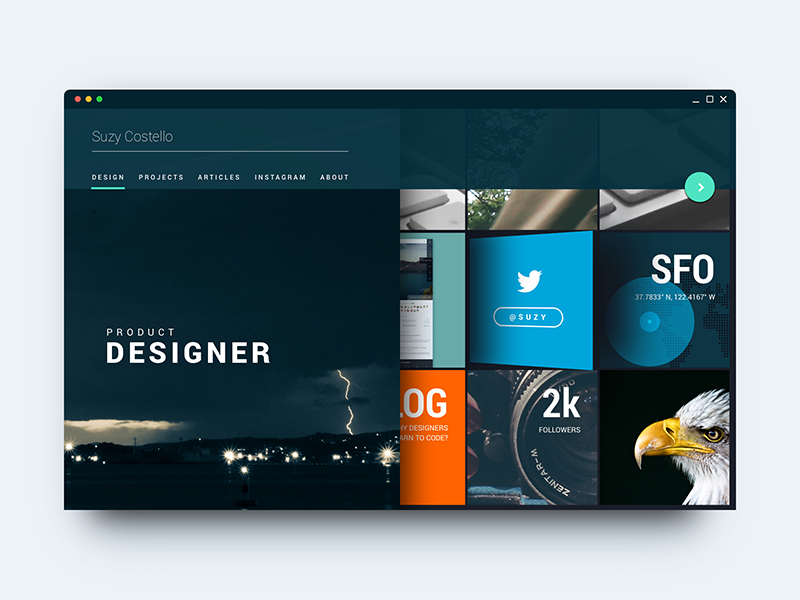 Suzy Costello
DESIGN PROJECTS ARTICLES INSTAGRAM ABOUT
PRODUCT
DESIGNER
@SUZY
SFO
37.7833° N, 122.4167° W
LOG
HY DESIGNERS
ARN TO CODE?
2k
FOLLOWERS
ZENITAR-M